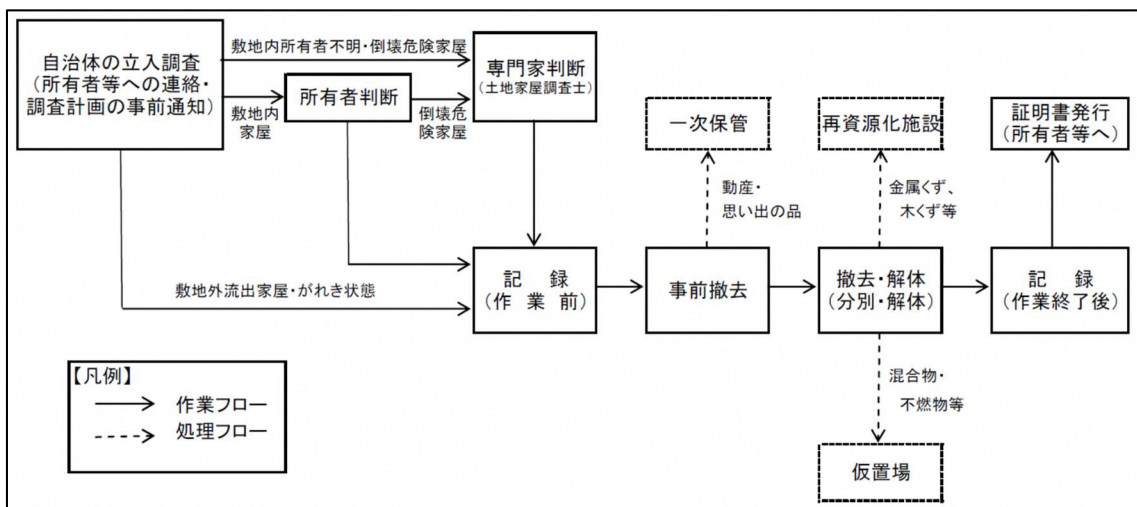 自治体の立入調査
(所有者等への連絡・
調査計画の事前通知)
敷地内所有者不明・倒壊危険家屋
敷地内
家屋
所有者判断
倒壊危
険家屋
専門家判断
(土地家屋調査士)
一次保管
再資源化施設
証明書発行
(所有者等へ)
動産・
思い出の品
金属くず、
木くず等
敷地外流出家屋・がれき状態
記 録
(作 業 前)
事前撤去
撤去・解体
(分別・解体)
記 録
(作業終了後)
混合物・
不燃物等
仮置場
【凡例】
作業フロー
処理フロー